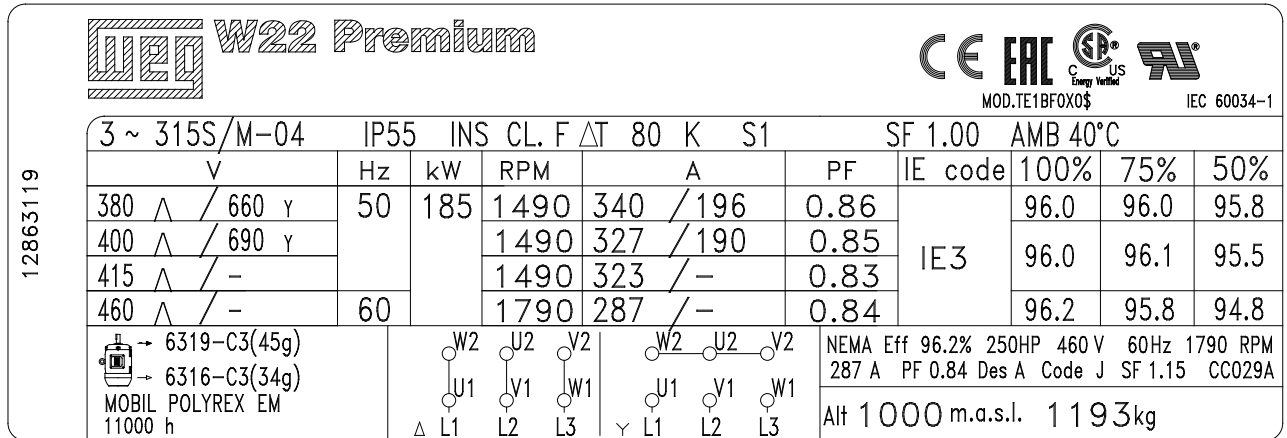 WEG W22 Premium
CE EAC CSA® C US Energy Verified RU®
MOD.TE1BF0X0$ IEC 60034-1
12863119
3 ~ 315S/M-04 IP55 INS CL. F ΔT 80 K S1 SF 1.00 AMB 40°C
V Hz kW RPM A PF IE code 100% 75% 50%
380 Δ / 660 Y 50 185 1490 340 / 196 0.86 96.0 96.0 95.8
400 Δ / 690 Y 1490 327 / 190 0.85 IE3 96.0 96.1 95.5
415 Δ / - 1490 323 / - 0.83
460 Δ / - 60 1790 287 / - 0.84 96.2 95.8 94.8
6319-C3(45g)
6316-C3(34g)
MOBIL POLYREX EM
11000 h
W2 U2 V2
U1 V1 W1
Δ L1 L2 L3
W2 U2 V2
U1 V1 W1
Y L1 L2 L3
NEMA Eff 96.2% 250HP 460 V 60Hz 1790 RPM
287 A PF 0.84 Des A Code J SF 1.15 CC029A
Alt 1000 m.a.s.l. 1193kg